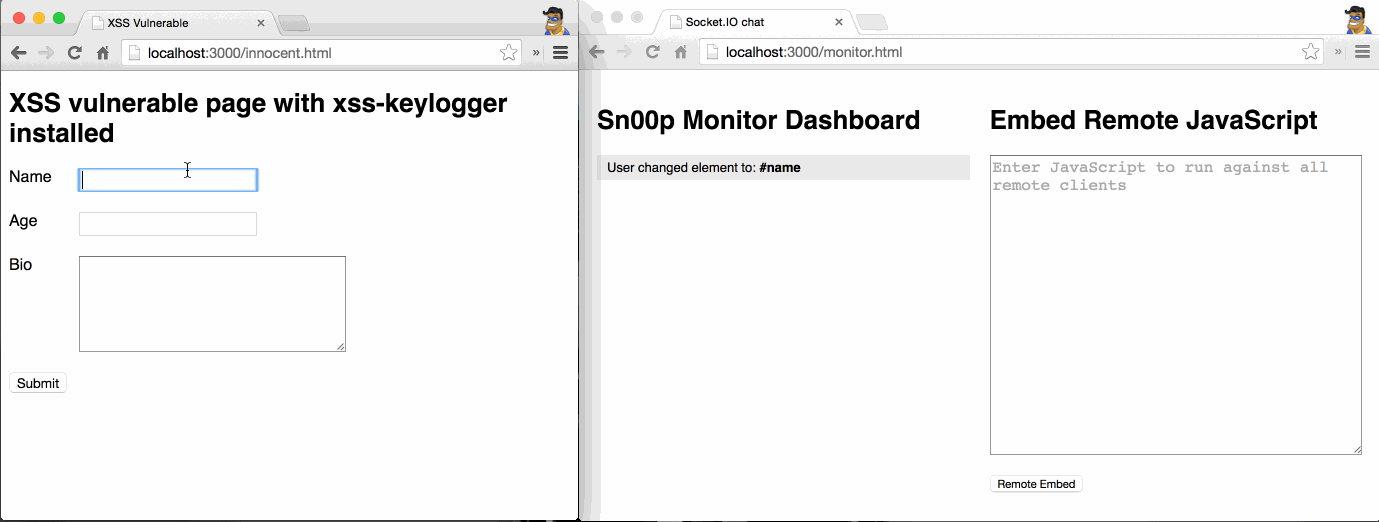 XSS Vulnerable
localhost:3000/innocent.html
XSS vulnerable page with xss-keylogger
installed
Name
Age
Bio
Submit
Socket.IO chat
localhost:3000/monitor.html
Sn00p Monitor Dashboard
User changed element to: #name
Embed Remote JavaScript
Enter JavaScript to run against all
remote clients
Remote Embed